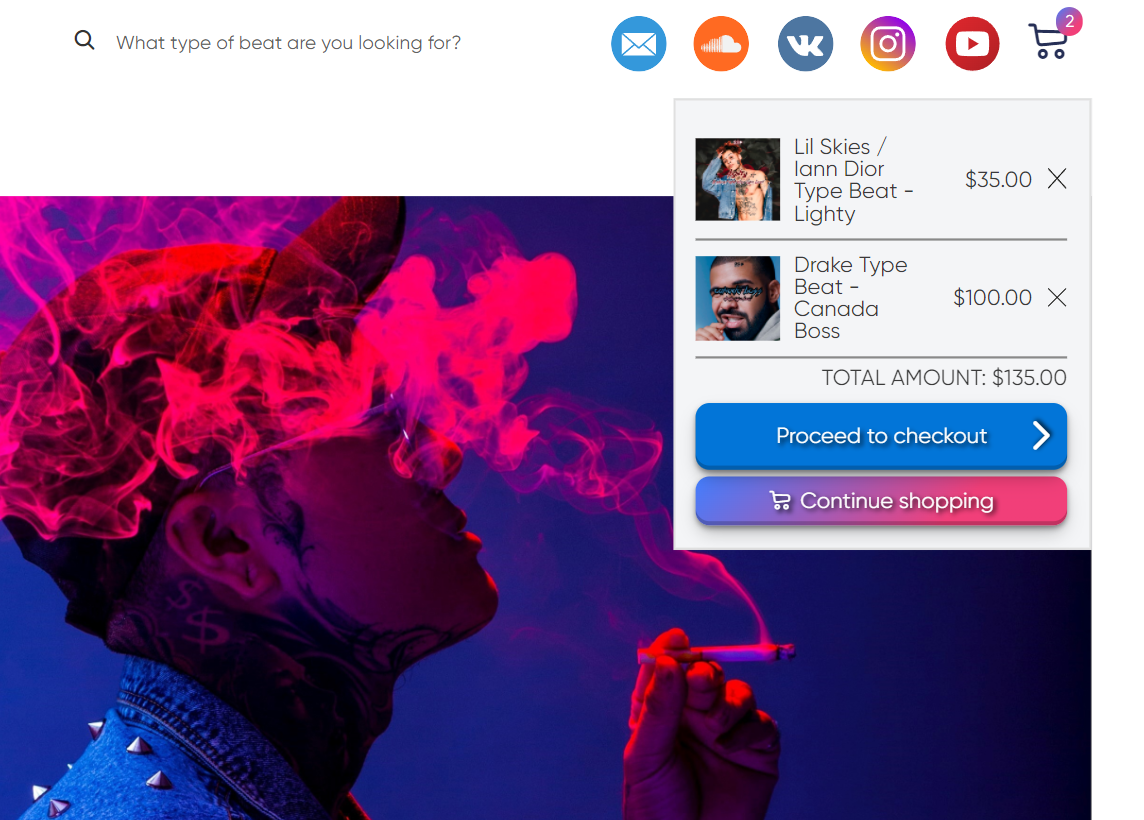 What type of beat are you looking for?
2
Lil Skies /
Iann Dior
Type Beat -
Lighty
$35.00
Drake Type
Beat -
Canada
Boss
$100.00
TOTAL AMOUNT: $135.00
Proceed to checkout
Continue shopping
S$